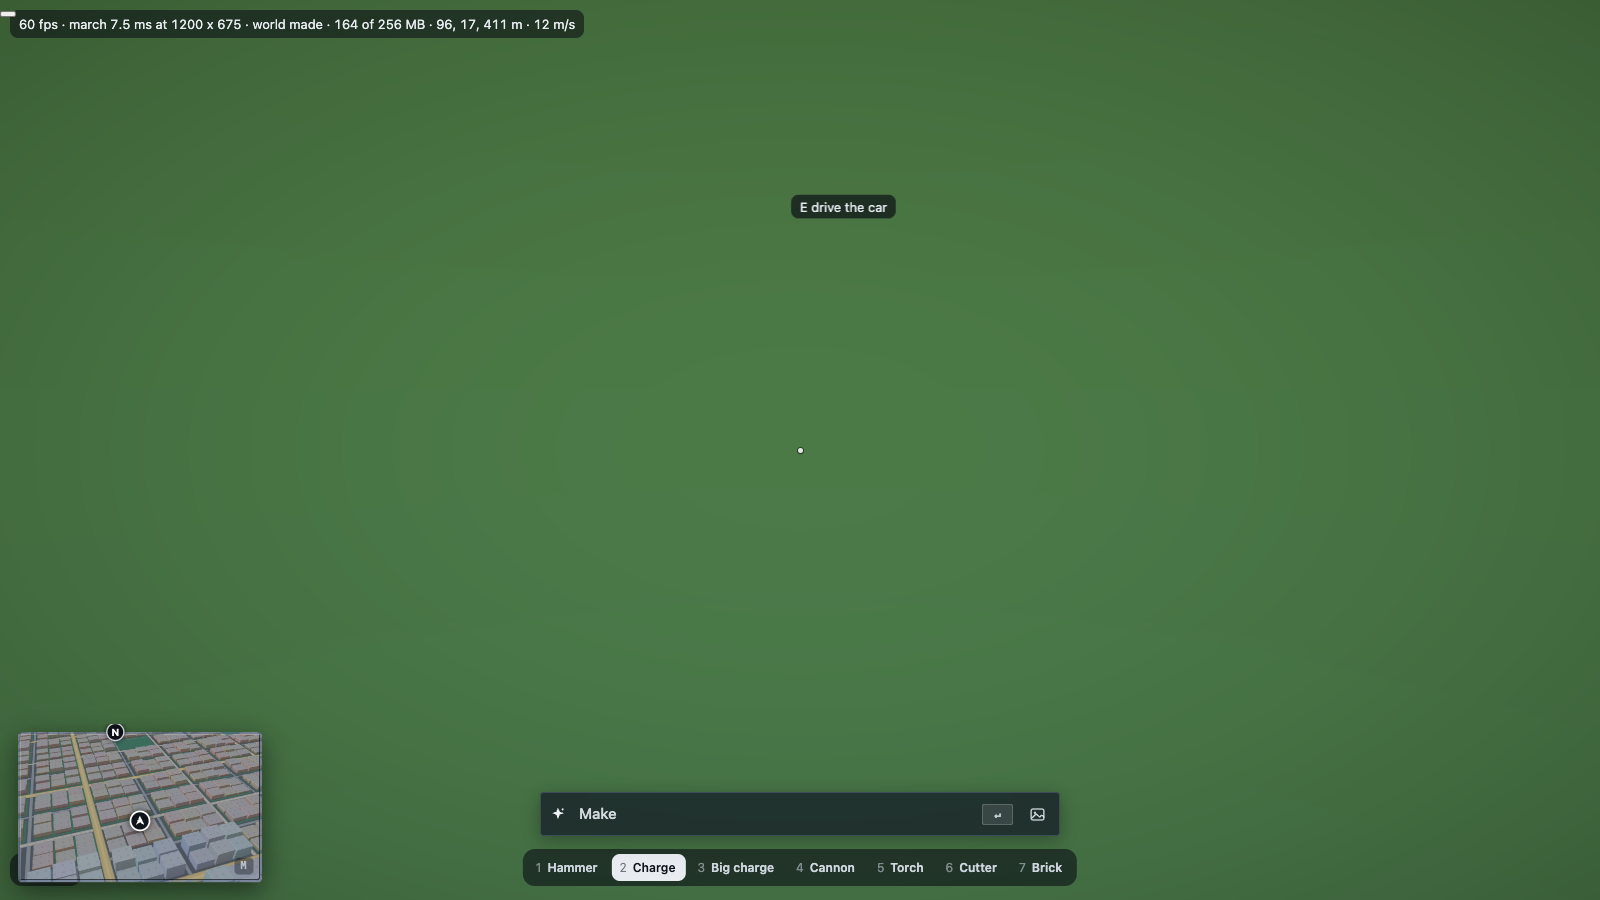 60 fps · march 7.5 ms at 1200 x 675 · world made · 164 of 256 MB · 96, 17, 411 m · 12 m/s
E drive the car
N
M
Make
1 Hammer 2 Charge 3 Big charge 4 Cannon 5 Torch 6 Cutter 7 Brick